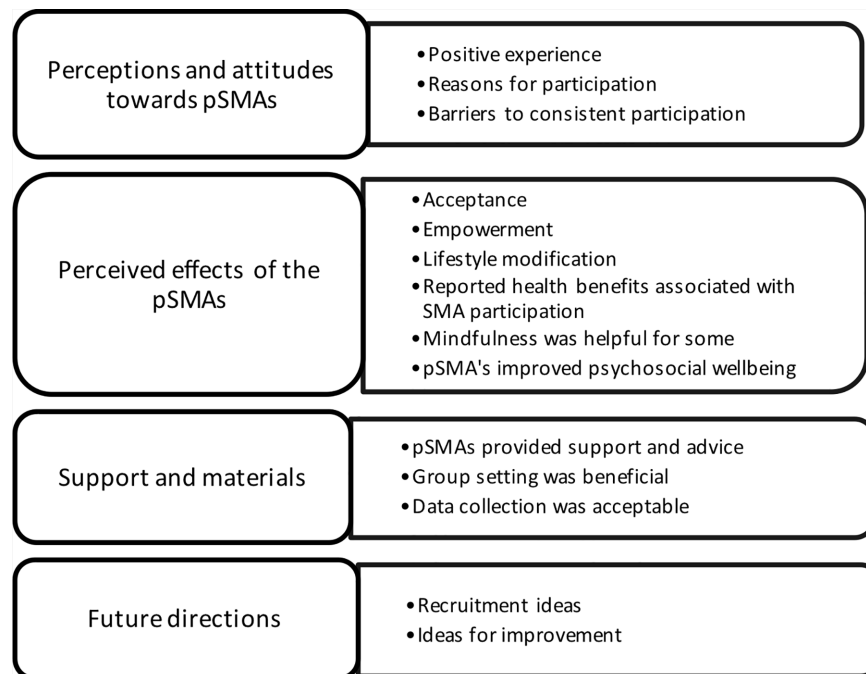 Perceptions and attitudes
towards pSMAs
•Positive experience
•Reasons for participation
•Barriers to consistent participation
Perceived effects of the
pSMAs
•Acceptance
•Empowerment
•Lifestyle modification
•Reported health benefits associated with
SMA participation
•Mindfulness was helpful for some
•pSMA's improved psychosocial wellbeing
Support and materials
•pSMAs provided support and advice
•Group setting was beneficial
•Data collection was acceptable
Future directions
•Recruitment ideas
•Ideas for improvement